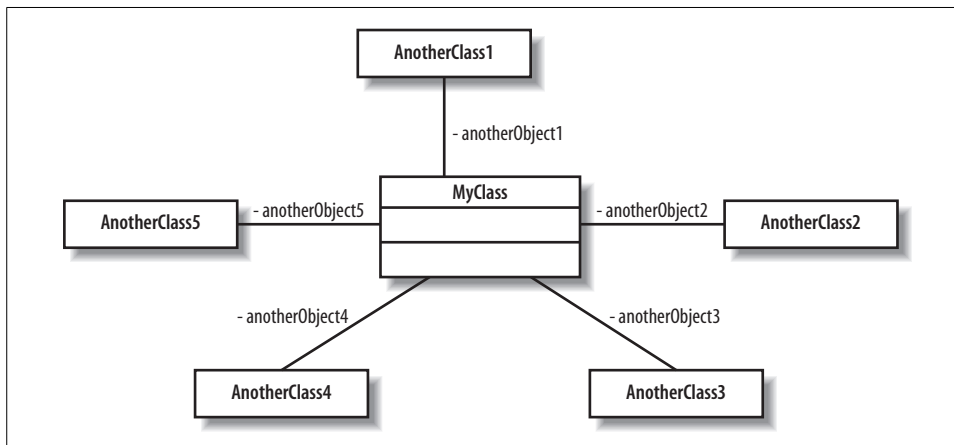 AnotherClass1
- anotherObject1
MyClass
AnotherClass5
- anotherObject5
- anotherObject2
AnotherClass2
- anotherObject4
- anotherObject3
AnotherClass4
AnotherClass3